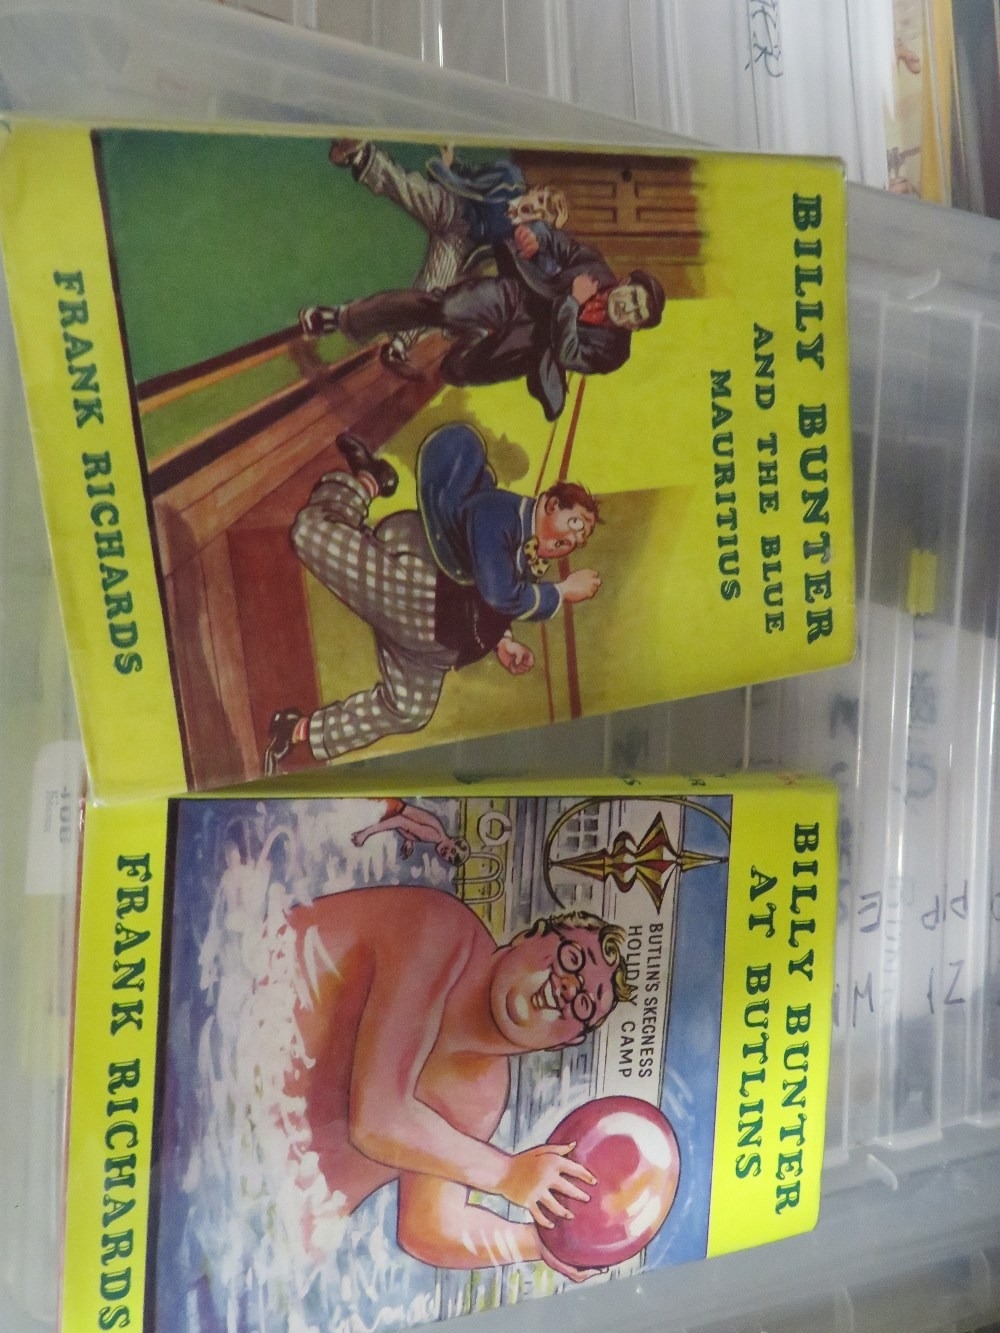 BILLY BUNTER
AND THE BLUE
MAURITIUS
FRANK RICHARDS
BILLY BUNTER
AT BUTLINS
BUTLIN'S SKEGNESS
HOLIDAY CAMP
FRANK RICHARDS